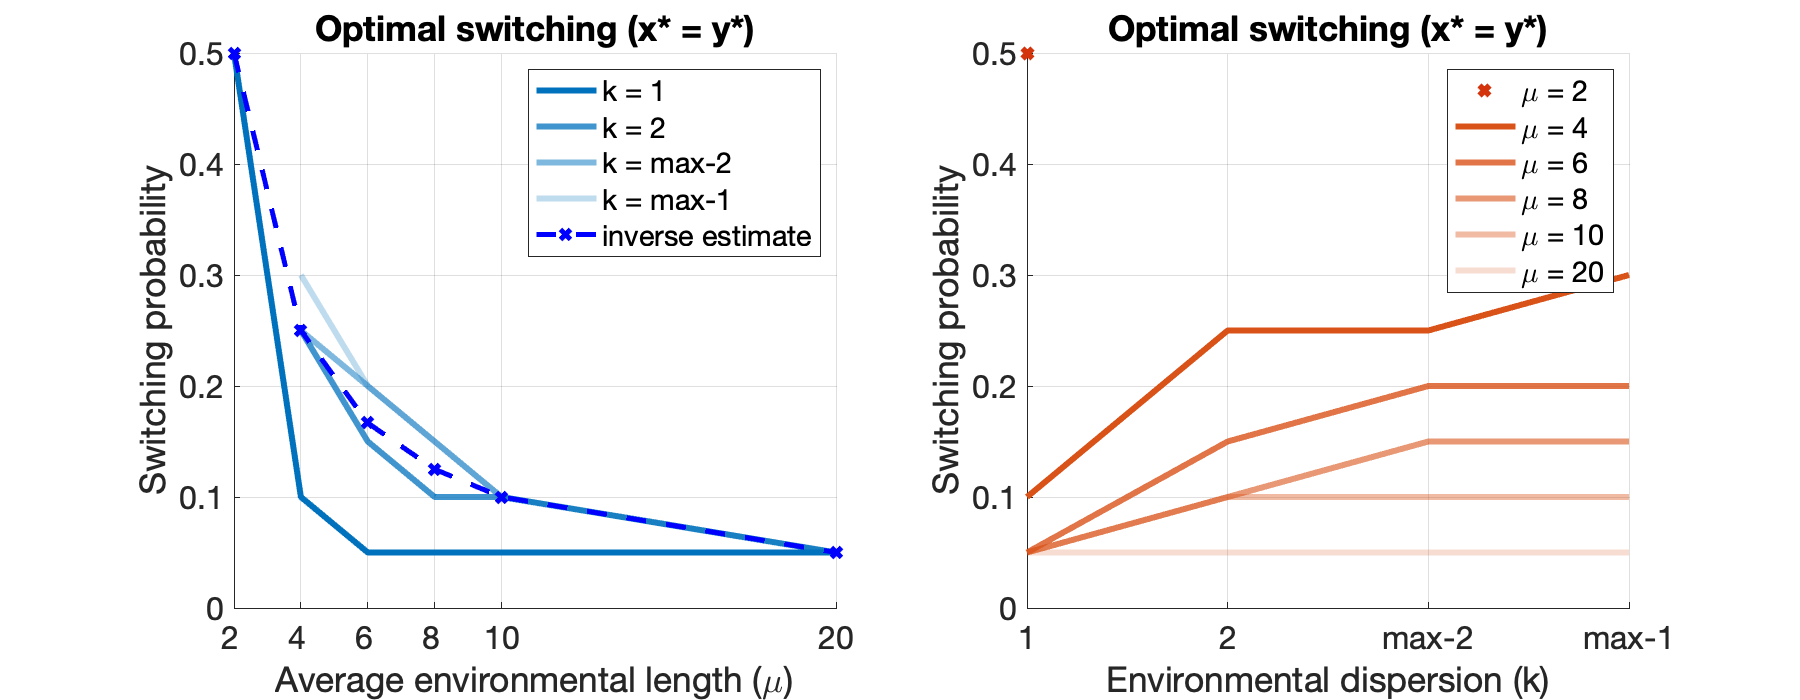 Optimal switching (x* = y*)
0.5
0.4
0.3
0.2
0.1
0
Switching probability
k = 1
k = 2
k = max-2
k = max-1
inverse estimate
2
4
6
8
10
20
Average environmental length (μ)
Optimal switching (x* = y*)
0.5
0.4
0.3
0.2
0.1
0
Switching probability
μ = 2
μ = 4
μ = 6
μ = 8
μ = 10
μ = 20
1
2
max-2
max-1
Environmental dispersion (k)